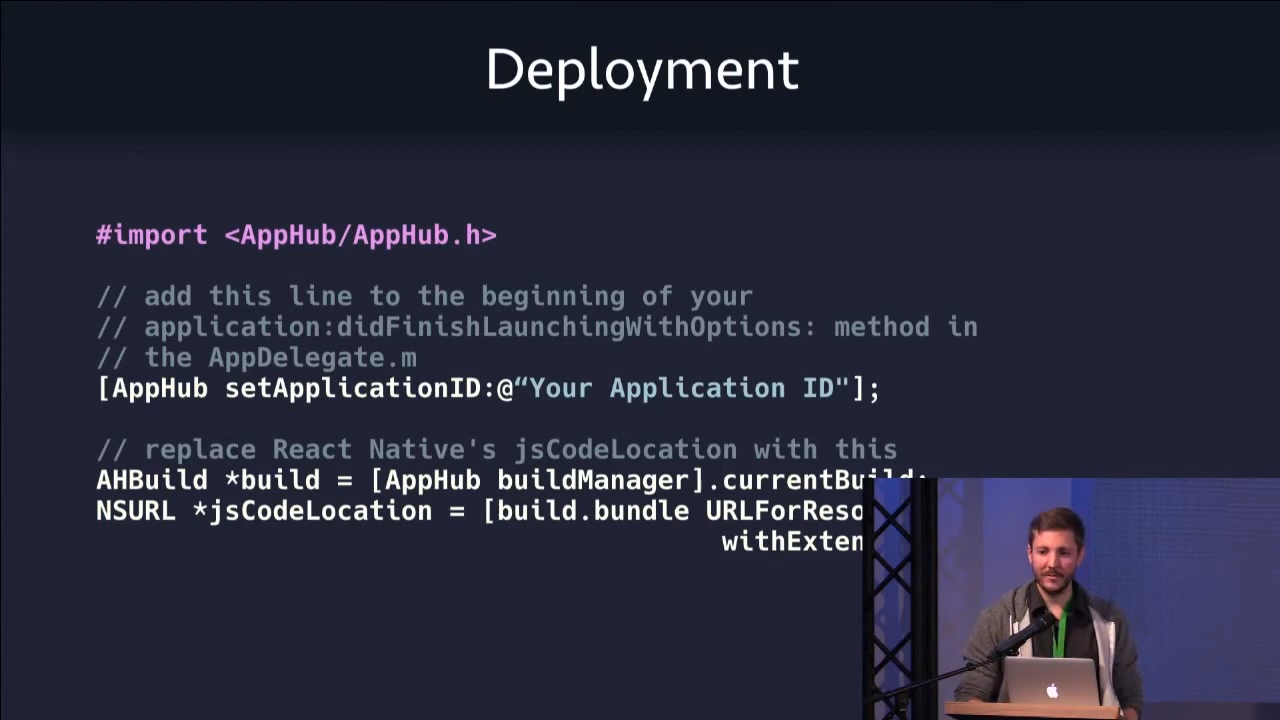 Deployment
#import <AppHub/AppHub.h>
// add this line to the beginning of your
// application:didFinishLaunchingWithOptions: method in
// the AppDelegate.m
[AppHub setApplicationID:@“Your Application ID"];
// replace React Native's jsCodeLocation with this
AHBuild *build = [AppHub buildManager].currentBuild;
NSURL *jsCodeLocation = [build.bundle URLForReso
withExten